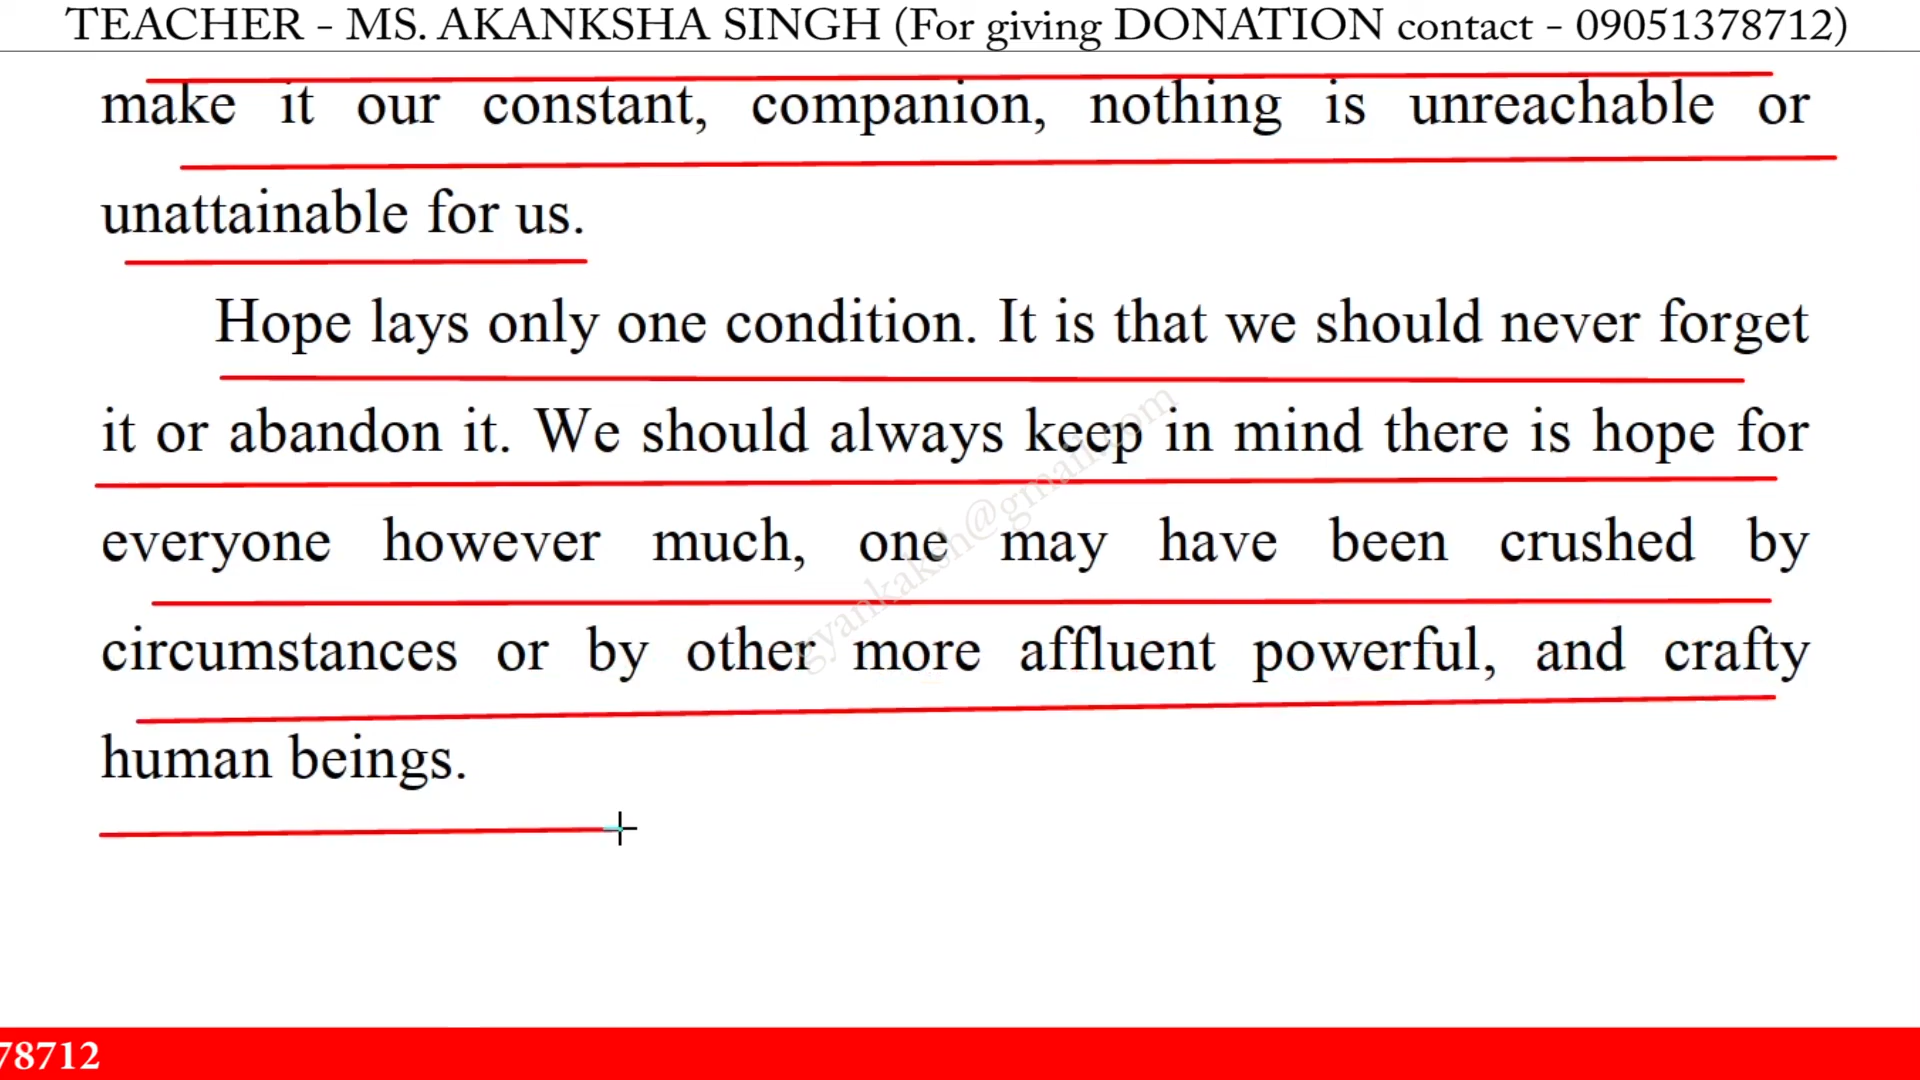 TEACHER - MS. AKANKSHA SINGH (For giving DONATION contact - 09051378712)
make it our constant, companion, nothing is unreachable or
unattainable for us.
Hope lays only one condition. It is that we should never forget
it or abandon it. We should always keep in mind there is hope for
everyone however much, one may have been crushed by
circumstances or by other more affluent powerful, and crafty
human beings.
gyankaksh@gmail.com
78712